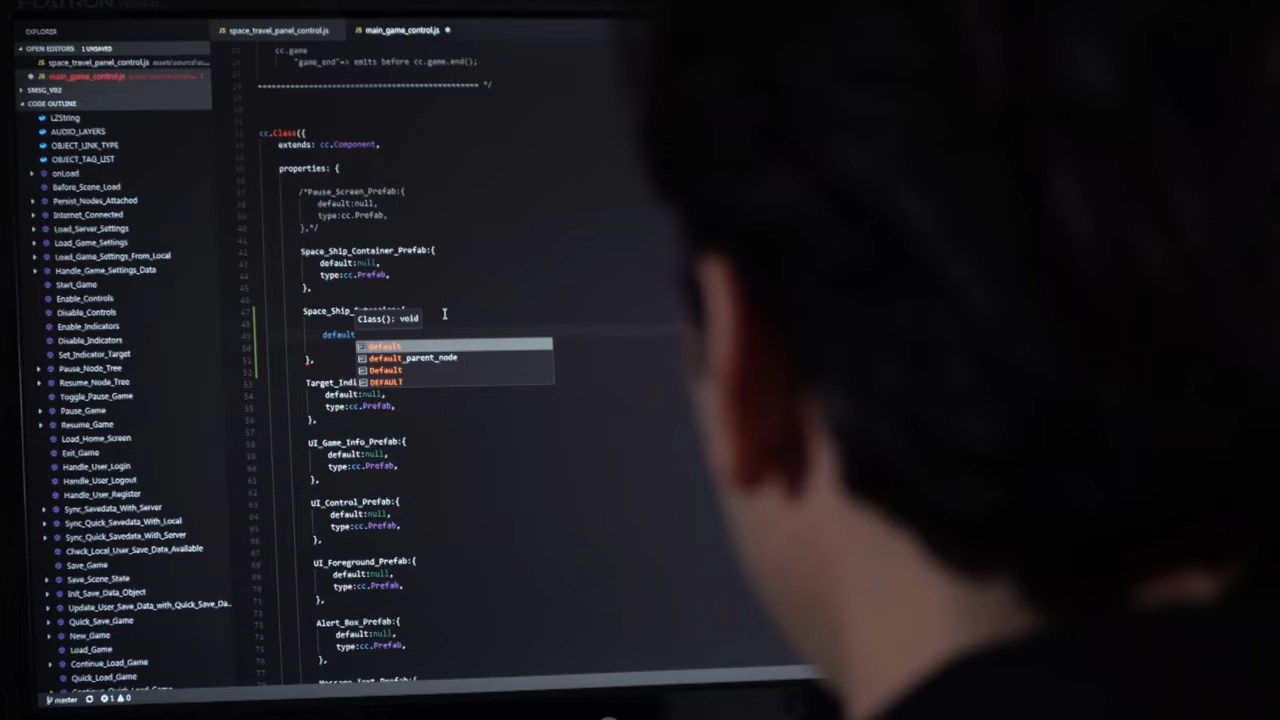 space_travel_panel_control.js
main_game_control.js
EXPLORER
OPEN EDITORS 1 UNSAVED
space_travel_panel_control.js
main_game_control.js
SMSG_V02
CODE OUTLINE
LZString
AUDIO_LAYERS
OBJECT_LINK_TYPE
OBJECT_TAG_LIST
onLoad
Before_Scene_Load
Persist_Nodes_Attached
Internet_Connected
Load_Server_Settings
Load_Game_Settings
Load_Game_Settings_From_Local
Handle_Game_Settings_Data
Start_Game
Enable_Controls
Disable_Controls
Enable_Indicators
Disable_Indicators
Set_Indicator_Target
Pause_Node_Tree
Resume_Node_Tree
Toggle_Pause_Game
Pause_Game
Resume_Game
Load_Home_Screen
Exit_Game
Handle_User_Login
Handle_User_Logout
Handle_User_Register
Sync_Savedata_With_Server
Sync_Quick_Savedata_With_Local
Sync_Quick_Savedata_With_Server
Check_Local_User_Save_Data_Available
Save_Game
Save_Scene_State
Init_Save_Data_Object
Update_User_Save_Data_with_Quick_Save_Da...
Quick_Save_Game
New_Game
Load_Game
Continue_Load_Game
Quick_Load_Game
master
1 0
cc.game
"game_end"=> emits before cc.game.end();
*/
cc.Class({
extends: cc.Component,
properties: {
/*Pause_Screen_Prefab:{
default:null,
type:cc.Prefab,
},*/
Space_Ship_Container_Prefab:{
default:null,
type:cc.Prefab,
},
Class(): void
default
default
default_parent_node
Default
DEFAULT
},
Target_Indi
default:null,
type:cc.Prefab,
},
UI_Game_Info_Prefab:{
default:null,
type:cc.Prefab,
},
UI_Control_Prefab:{
default:null,
type:cc.Prefab,
},
UI_Foreground_Prefab:{
default:null,
type:cc.Prefab,
},
Alert_Box_Prefab:{
default:null,
type:cc.Prefab,
},